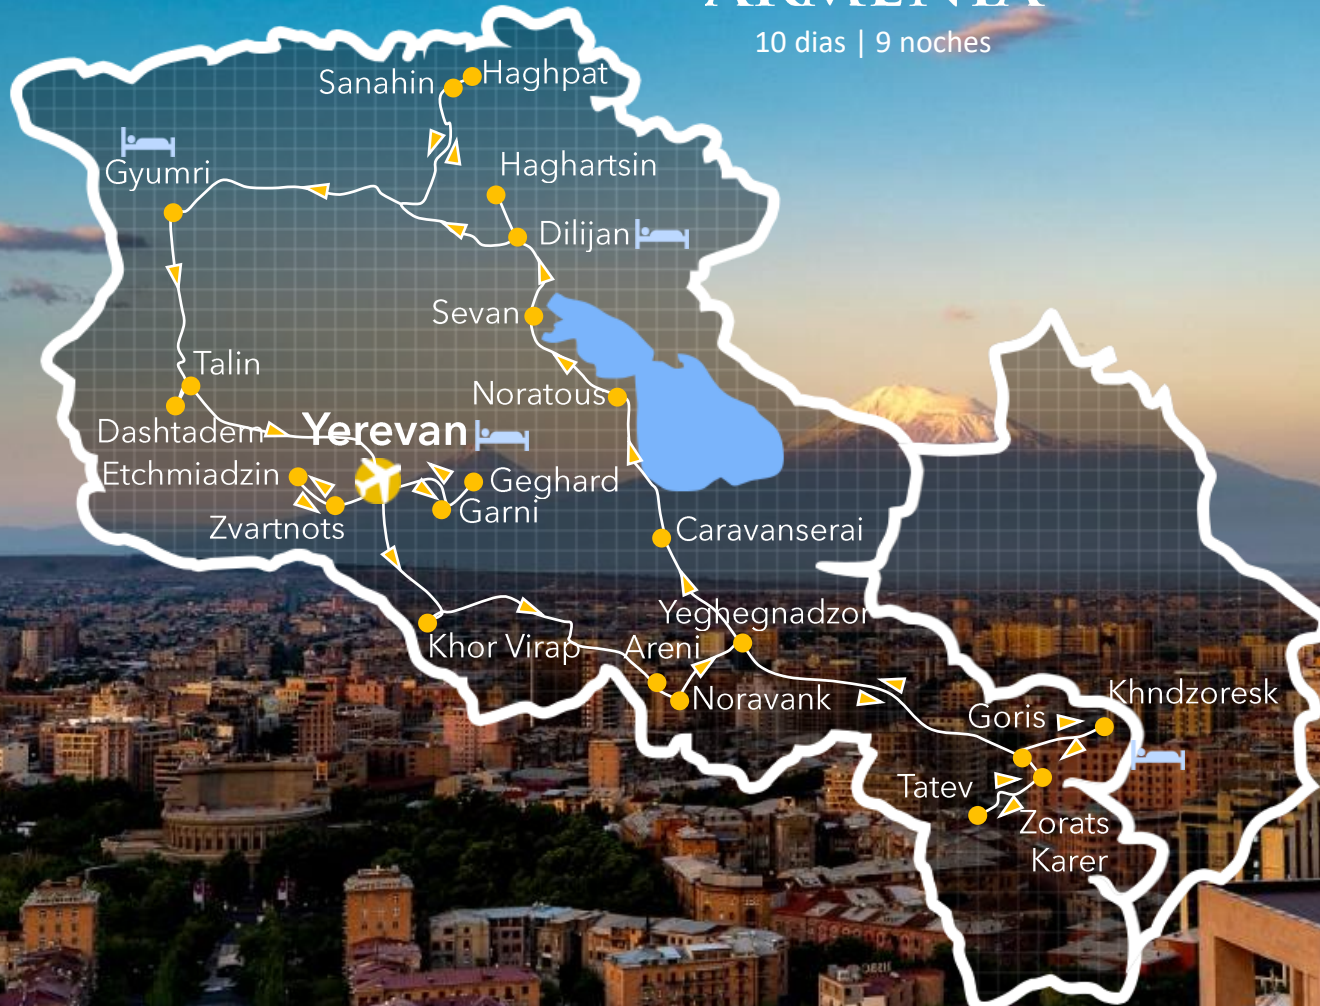 ARMENIA
10 dias | 9 noches
Sanahin
Haghpat
Gyumri
Haghartsin
Dilijan
Sevan
Talin
Noratous
Dashtadem
Yerevan
Etchmiadzin
Geghard
Garni
Zvartnots
Caravanserai
Yeghegnadzor
Khor Virap
Areni
Noravank
Khndzoresk
Goris
Tatev
Zorats
Karer